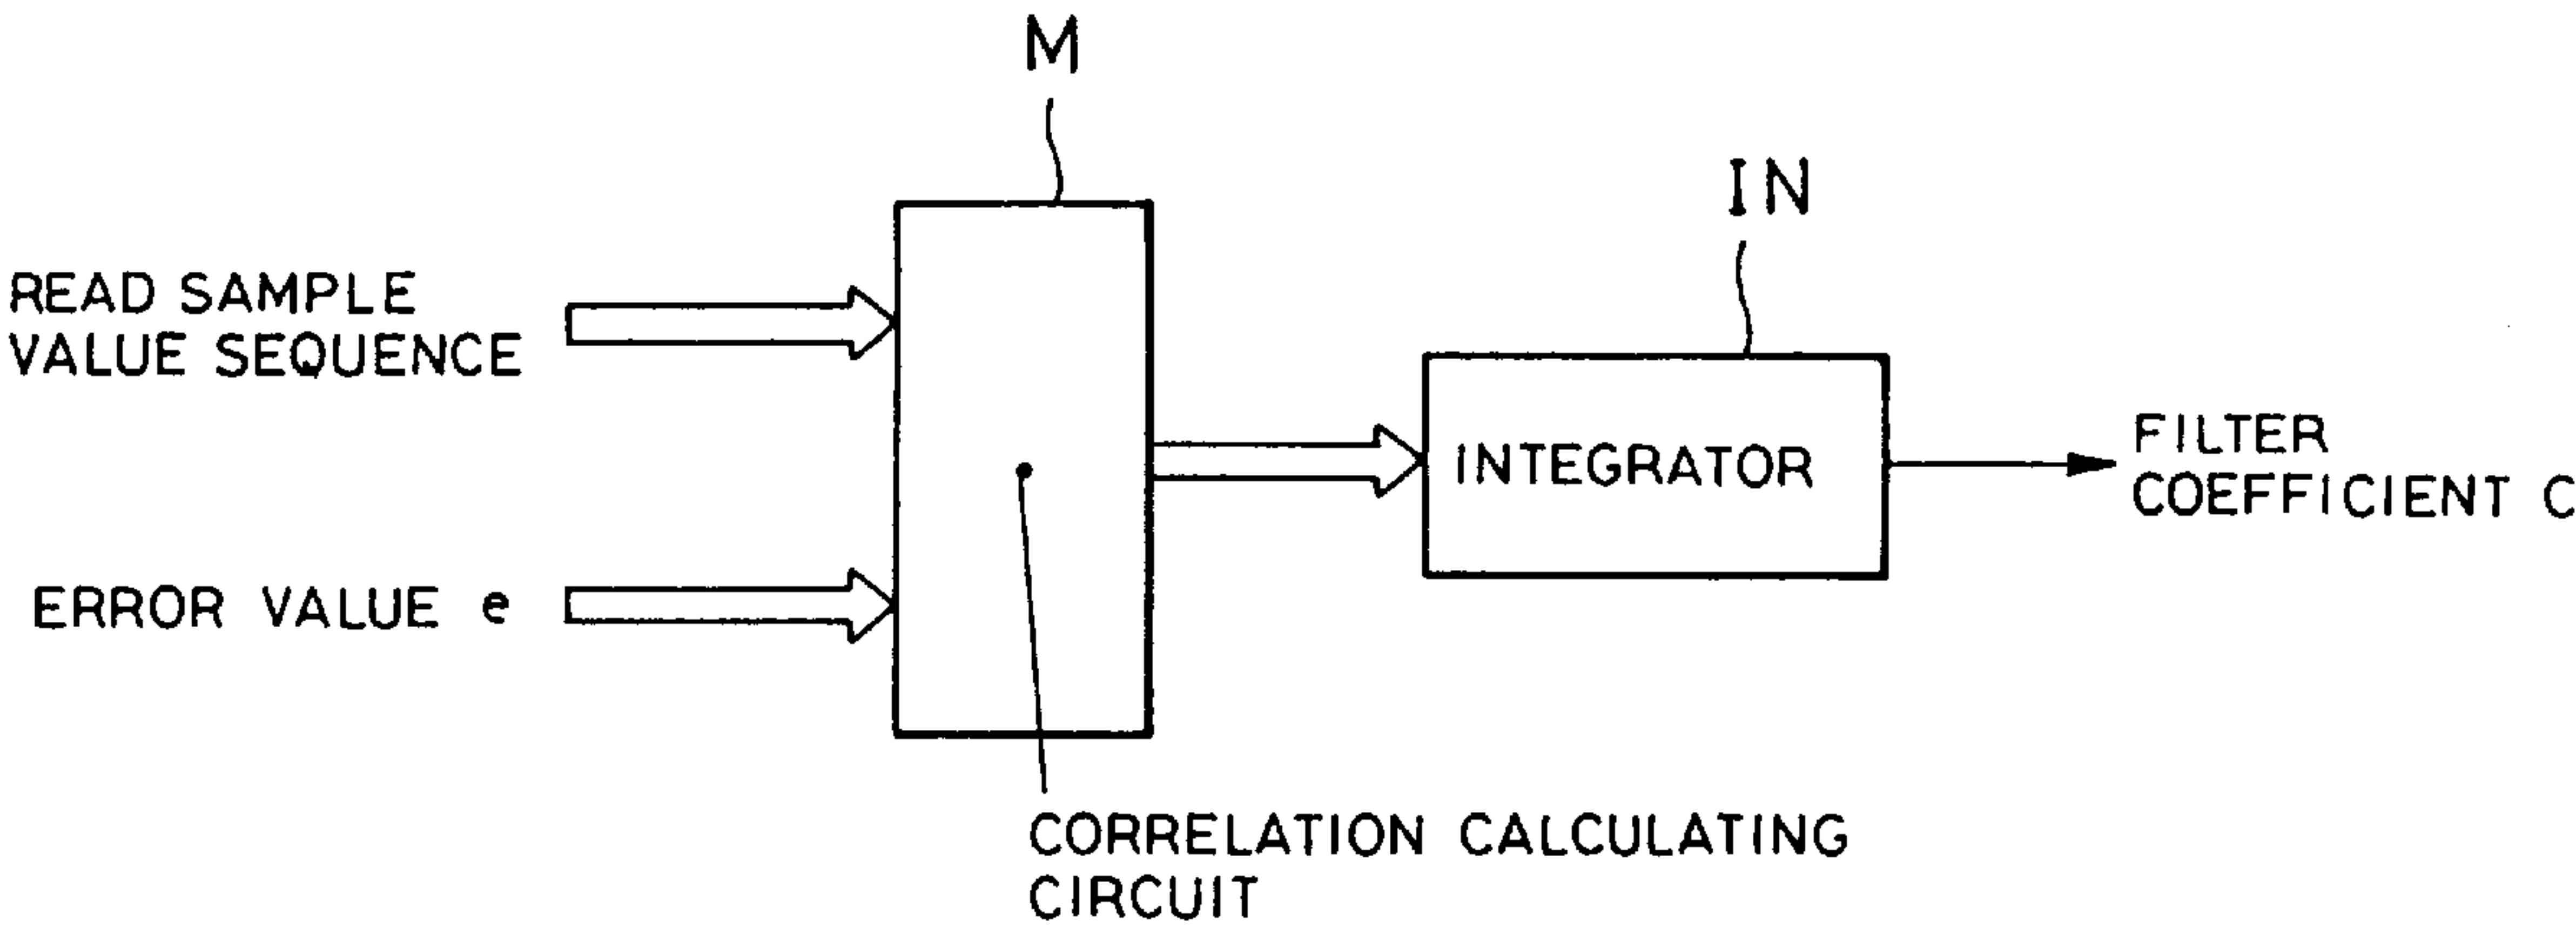 M
IN
READ SAMPLE
VALUE SEQUENCE
INTEGRATOR
FILTER
COEFFICIENT C
ERROR VALUE e
CORRELATION CALCULATING
CIRCUIT